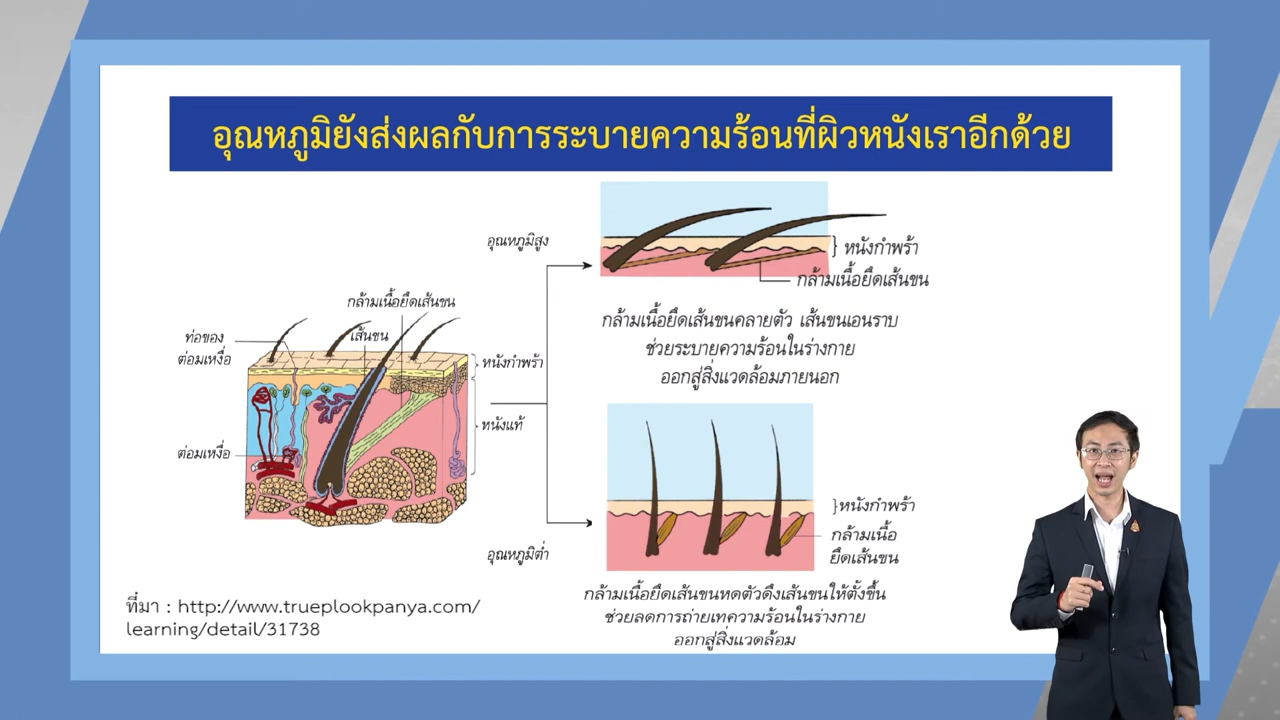 อุณหภูมิยังส่งผลกับการระบายความร้อนที่ผิวหนังเราอีกด้วย
อุณหภูมิสูง
หนังกำพร้า
กล้ามเนื้อยึดเส้นขน
กล้ามเนื้อยึดเส้นขนคลายตัว เส้นขนเอนราบ
ช่วยระบายความร้อนในร่างกาย
ออกสู่สิ่งแวดล้อมภายนอก
กล้ามเนื้อยึดเส้นขน
ท่อของ
ต่อมเหงื่อ
เส้นขน
หนังกำพร้า
หนังแท้
ต่อมเหงื่อ
อุณหภูมิต่ำ
หนังกำพร้า
กล้ามเนื้อ
ยึดเส้นขน
กล้ามเนื้อยึดเส้นขนหดตัวดึงเส้นขนให้ตั้งขึ้น
ช่วยลดการถ่ายเทความร้อนในร่างกาย
ออกสู่สิ่งแวดล้อม
ที่มา : http://www.trueplookpanya.com/
learning/detail/31738